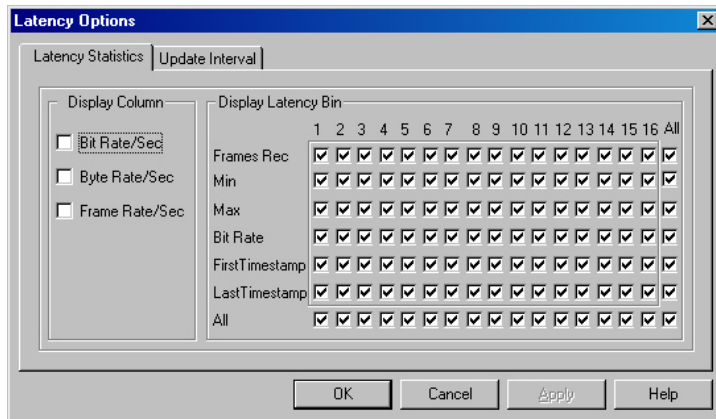 Latency Options
Latency Statistics Update Interval
Display Column
Bit Rate/Sec
Byte Rate/Sec
Frame Rate/Sec
Display Latency Bin
1 2 3 4 5 6 7 8 9 10 11 12 13 14 15 16 All
Frames Rec
Min
Max
Bit Rate
FirstTimestamp
LastTimestamp
All
OK Cancel Apply Help